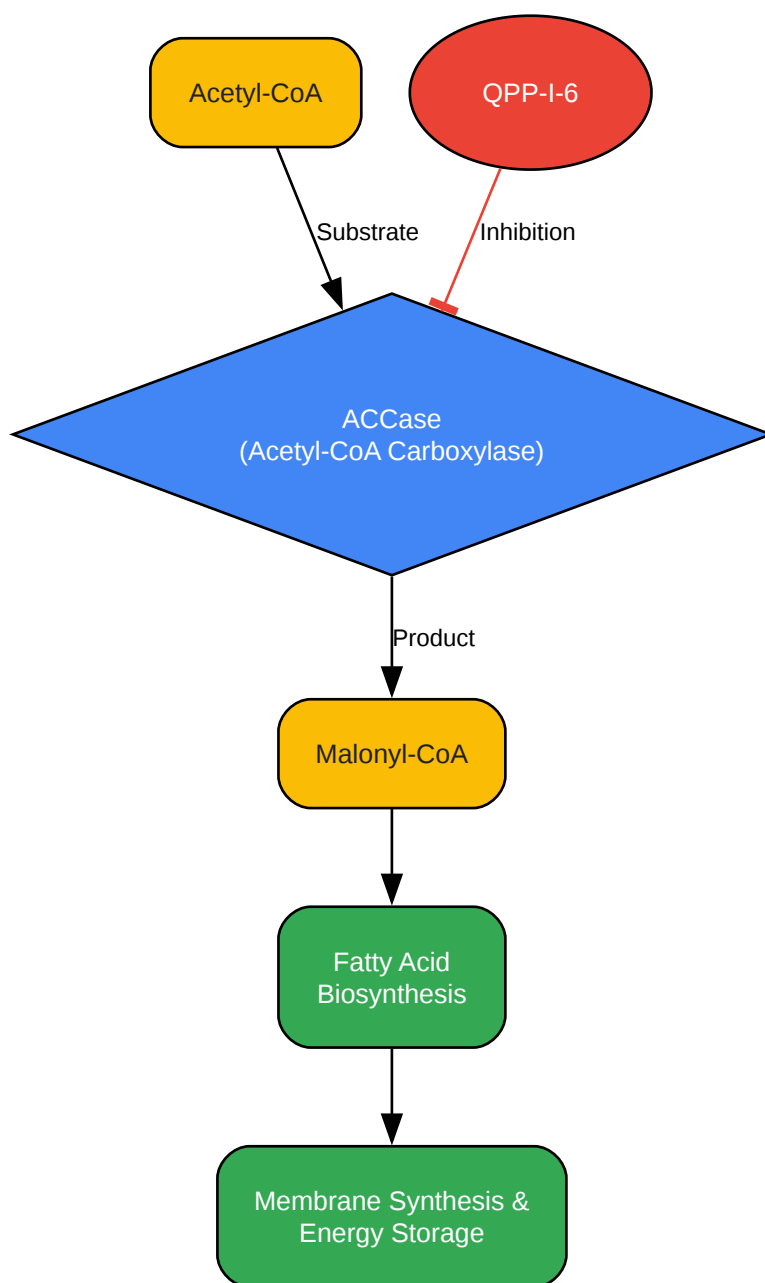 Acetyl-CoA
QPP-I-6
Substrate
Inhibition
ACCase
(Acetyl-CoA Carboxylase)
Product
Malonyl-CoA
Fatty Acid
Biosynthesis
Membrane Synthesis &
Energy Storage